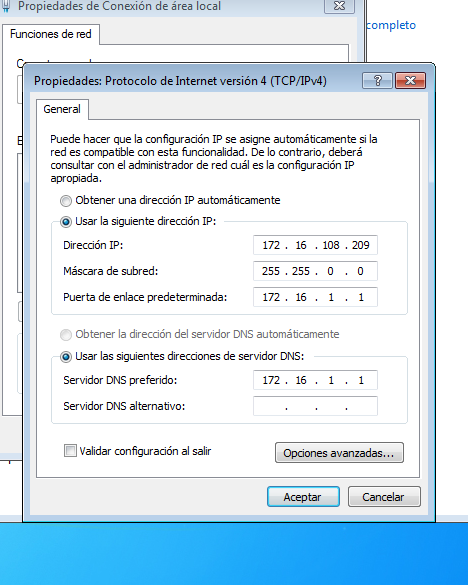 Propiedades de Conexión de área local
completo
Funciones de red
Propiedades: Protocolo de Internet versión 4 (TCP/IPv4)
General
Puede hacer que la configuración IP se asigne automáticamente si la
red es compatible con esta funcionalidad. De lo contrario, deberá
consultar con el administrador de red cuál es la configuración IP
apropiada.
Obtener una dirección IP automáticamente
Usar la siguiente dirección IP:
Dirección IP: 172 . 16 . 108 . 209
Máscara de subred: 255 . 255 . 0 . 0
Puerta de enlace predeterminada: 172 . 16 . 1 . 1
Obtener la dirección del servidor DNS automáticamente
Usar las siguientes direcciones de servidor DNS:
Servidor DNS preferido: 172 . 16 . 1 . 1
Servidor DNS alternativo: . . .
Validar configuración al salir
Opciones avanzadas...
Aceptar Cancelar